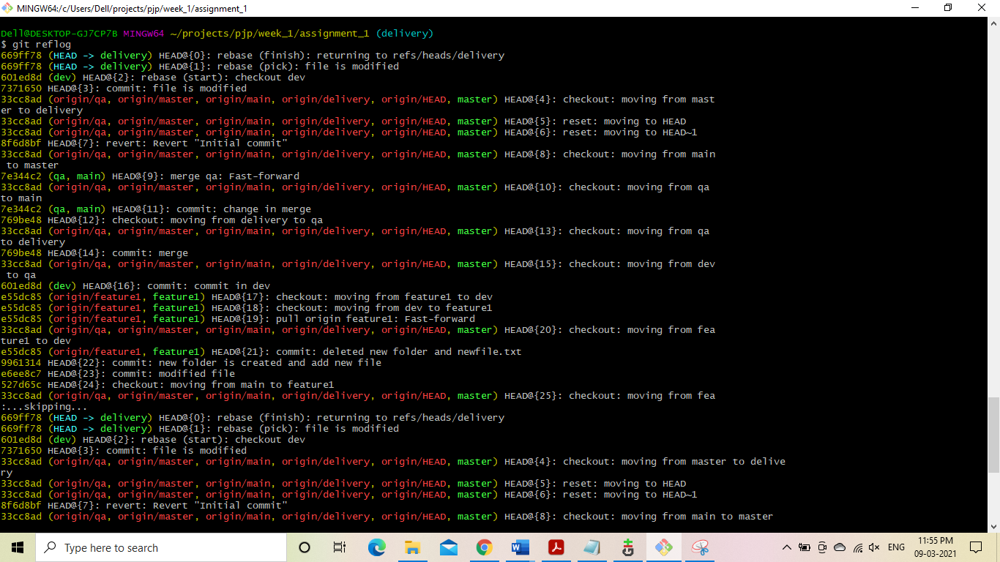 MINGW64:/c/Users/Dell/projects/pjp/week_1/assignment_1
Dell@DESKTOP-GJ7CP7B MINGW64 ~/projects/pjp/week_1/assignment_1 (delivery)
$ git reflog
669ff78 (HEAD -> delivery) HEAD@{0}: rebase (finish): returning to refs/heads/delivery
669ff78 (HEAD -> delivery) HEAD@{1}: rebase (pick): file is modified
601ed8d (dev) HEAD@{2}: rebase (start): checkout dev
7371650 HEAD@{3}: commit: file is modified
33cc8ad (origin/qa, origin/master, origin/main, origin/delivery, origin/HEAD, master) HEAD@{4}: checkout: moving from mast
er to delivery
33cc8ad (origin/qa, origin/master, origin/main, origin/delivery, origin/HEAD, master) HEAD@{5}: reset: moving to HEAD
33cc8ad (origin/qa, origin/master, origin/main, origin/delivery, origin/HEAD, master) HEAD@{6}: reset: moving to HEAD~1
8f6d8bf HEAD@{7}: revert: Revert "Initial commit"
33cc8ad (origin/qa, origin/master, origin/main, origin/delivery, origin/HEAD, master) HEAD@{8}: checkout: moving from main
 to master
7e344c2 (qa, main) HEAD@{9}: merge qa: Fast-forward
33cc8ad (origin/qa, origin/master, origin/main, origin/delivery, origin/HEAD, master) HEAD@{10}: checkout: moving from qa
to main
7e344c2 (qa, main) HEAD@{11}: commit: change in merge
769be48 HEAD@{12}: checkout: moving from delivery to qa
33cc8ad (origin/qa, origin/master, origin/main, origin/delivery, origin/HEAD, master) HEAD@{13}: checkout: moving from qa
to delivery
769be48 HEAD@{14}: commit: merge
33cc8ad (origin/qa, origin/master, origin/main, origin/delivery, origin/HEAD, master) HEAD@{15}: checkout: moving from dev
 to qa
601ed8d (dev) HEAD@{16}: commit: commit in dev
e55dc85 (origin/feature1, feature1) HEAD@{17}: checkout: moving from feature1 to dev
e55dc85 (origin/feature1, feature1) HEAD@{18}: checkout: moving from dev to feature1
e55dc85 (origin/feature1, feature1) HEAD@{19}: pull origin feature1: Fast-forward
33cc8ad (origin/qa, origin/master, origin/main, origin/delivery, origin/HEAD, master) HEAD@{20}: checkout: moving from fea
ture1 to dev
e55dc85 (origin/feature1, feature1) HEAD@{21}: commit: deleted new folder and newfile.txt
9961314 HEAD@{22}: commit: new folder is created and add new file
e6ee8c7 HEAD@{23}: commit: modified file
527d65c HEAD@{24}: checkout: moving from main to feature1
33cc8ad (origin/qa, origin/master, origin/main, origin/delivery, origin/HEAD, master) HEAD@{25}: checkout: moving from fea
:...skipping...
669ff78 (HEAD -> delivery) HEAD@{0}: rebase (finish): returning to refs/heads/delivery
669ff78 (HEAD -> delivery) HEAD@{1}: rebase (pick): file is modified
601ed8d (dev) HEAD@{2}: rebase (start): checkout dev
7371650 HEAD@{3}: commit: file is modified
33cc8ad (origin/qa, origin/master, origin/main, origin/delivery, origin/HEAD, master) HEAD@{4}: checkout: moving from master to delive
ry
33cc8ad (origin/qa, origin/master, origin/main, origin/delivery, origin/HEAD, master) HEAD@{5}: reset: moving to HEAD
33cc8ad (origin/qa, origin/master, origin/main, origin/delivery, origin/HEAD, master) HEAD@{6}: reset: moving to HEAD~1
8f6d8bf HEAD@{7}: revert: Revert "Initial commit"
33cc8ad (origin/qa, origin/master, origin/main, origin/delivery, origin/HEAD, master) HEAD@{8}: checkout: moving from main to master
Type here to search
ENG
11:55 PM
09-03-2021